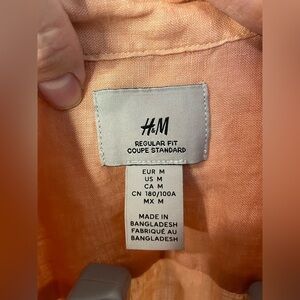 H&M
REGULAR FIT
COUPE STANDARD
EUR M
US M
CA M
CN 180/100A
MX M
MADE IN
BANGLADESH
FABRIQUÉ AU
BANGLADESH